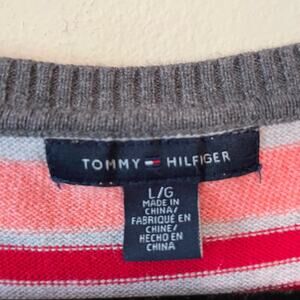 TOMMY HILFIGER
L/G
MADE IN
CHINA/
FABRIQUÉ EN
CHINE/
HECHO EN
CHINA